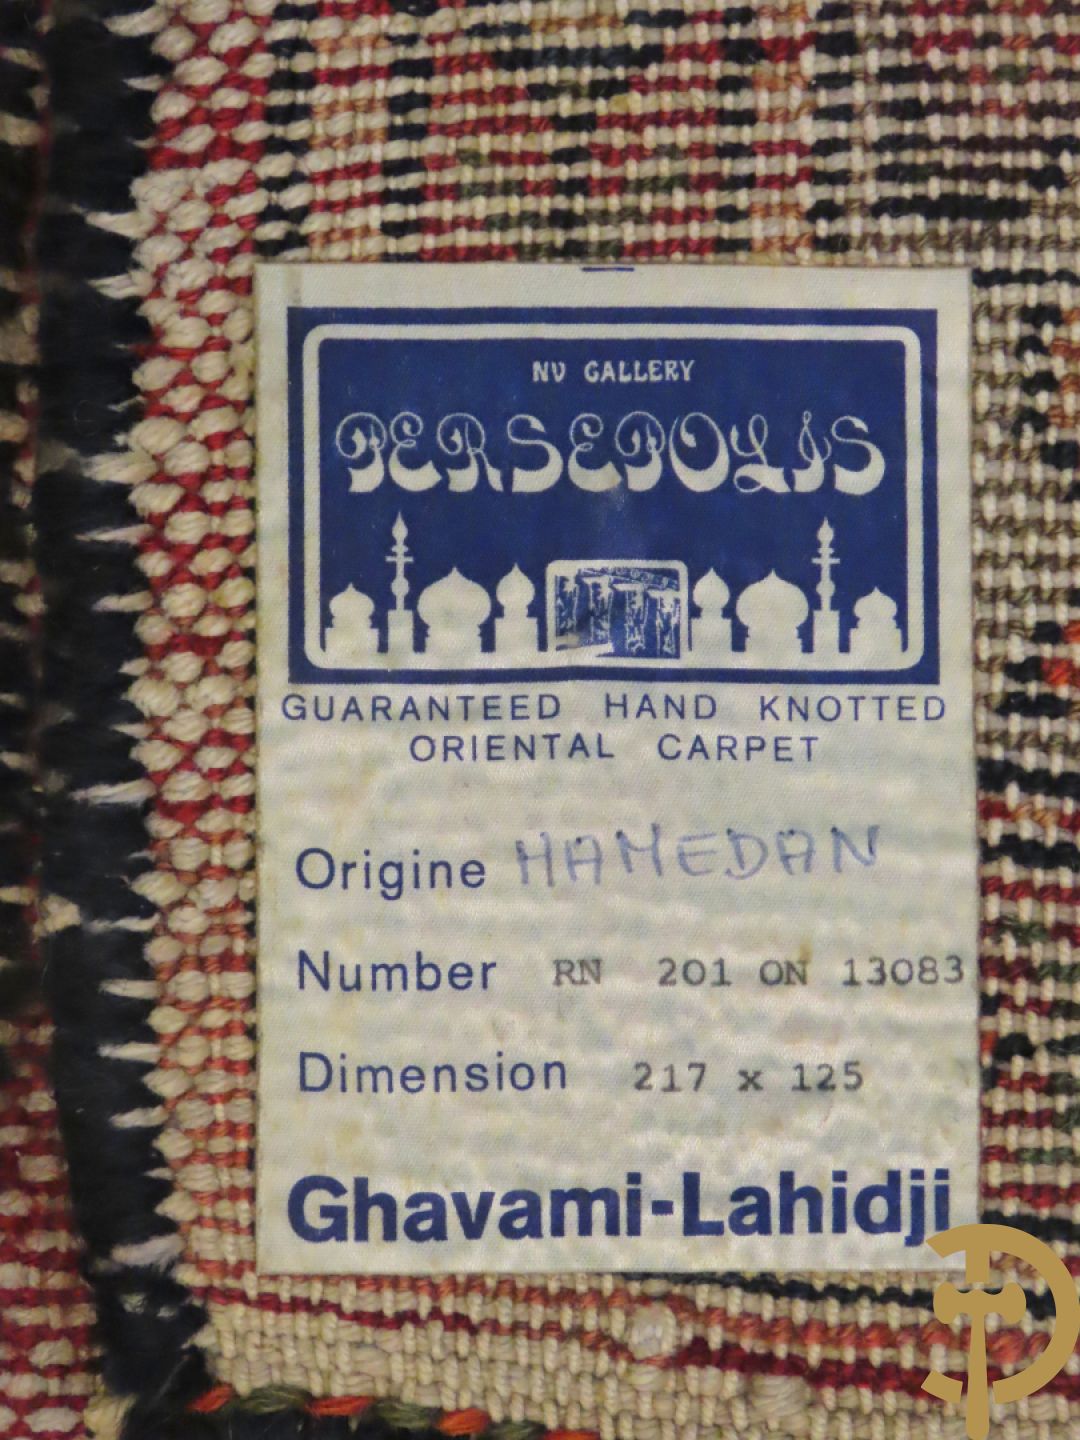 NV GALLERY
PERSEPOLIS
GUARANTEED HAND KNOTTED
ORIENTAL CARPET
Origine HAMEDAN
Number RN 201 ON 13083
Dimension 217 x 125
Ghavami-Lahidji